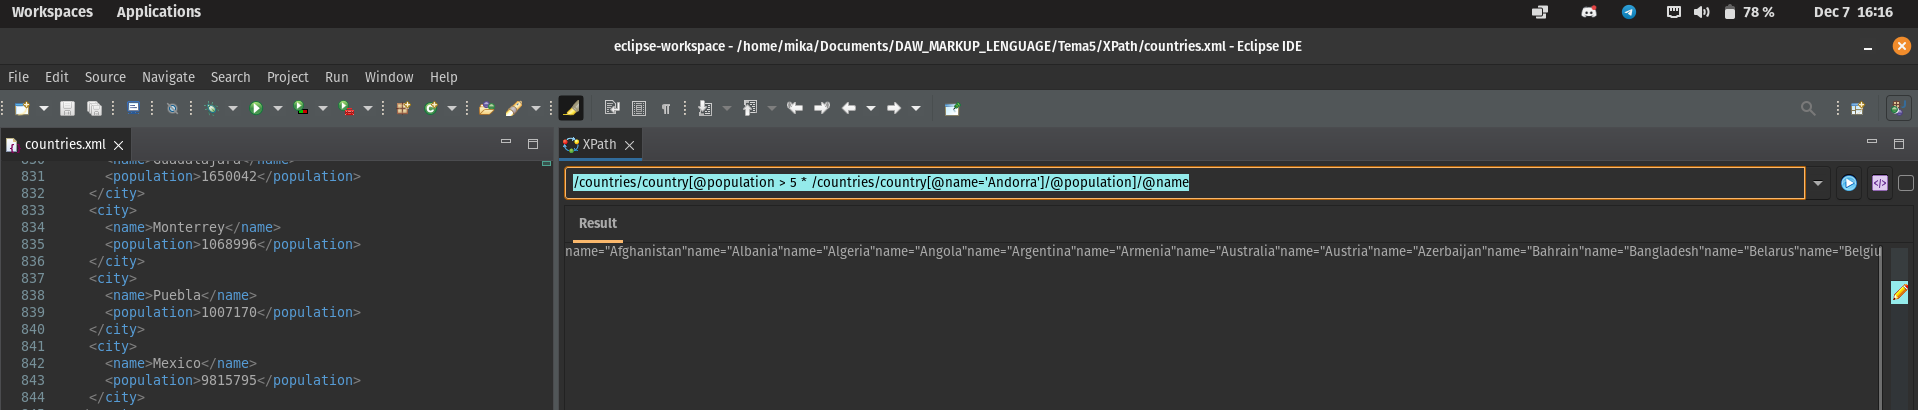 Workspaces Applications 78 % Dec 7 16:16
eclipse-workspace - /home/mika/Documents/DAW_MARKUP_LENGUAGE/Tema5/XPath/countries.xml - Eclipse IDE
File Edit Source Navigate Search Project Run Window Help
countries.xml
830 <name>Guadalajara</name>
831 <population>1650042</population>
832 </city>
833 <city>
834 <name>Monterrey</name>
835 <population>1068996</population>
836 </city>
837 <city>
838 <name>Puebla</name>
839 <population>1007170</population>
840 </city>
841 <city>
842 <name>Mexico</name>
843 <population>9815795</population>
844 </city>
XPath
/countries/country[@population > 5 * /countries/country[@name='Andorra']/@population]/@name
Result
name="Afghanistan"name="Albania"name="Algeria"name="Angola"name="Argentina"name="Armenia"name="Australia"name="Austria"name="Azerbaijan"name="Bahrain"name="Bangladesh"name="Belarus"name="Belgiu